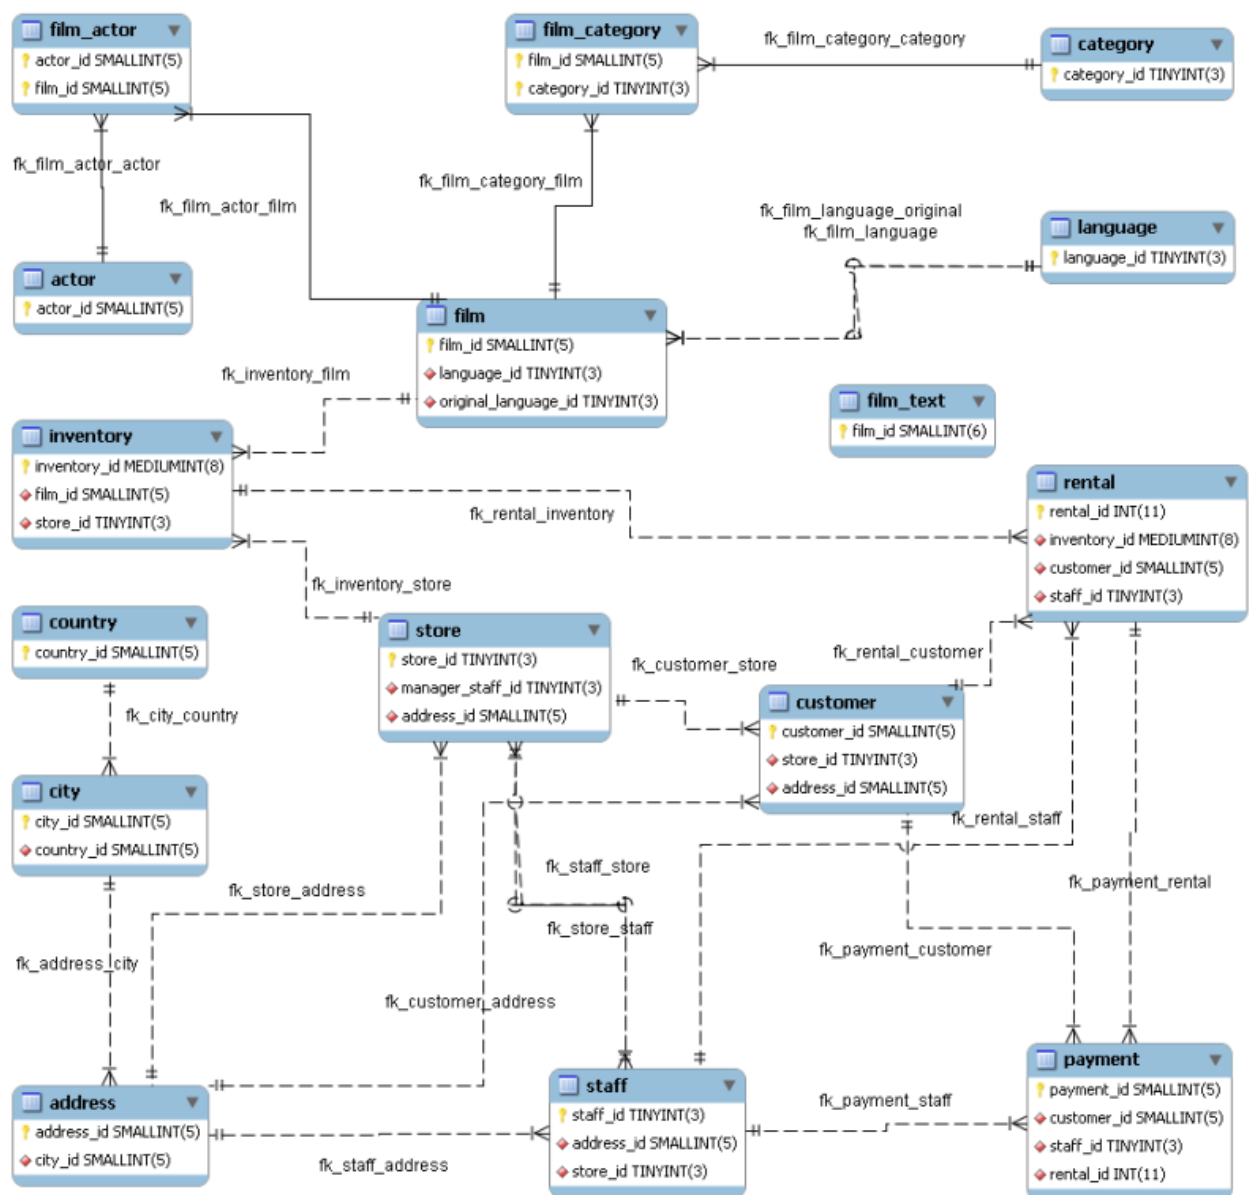 film_actor
actor_id SMALLINT(5)
film_id SMALLINT(5)
film_category
film_id SMALLINT(5)
category_id TINYINT(3)
fk_film_category_category
category
category_id TINYINT(3)
fk_film_actor_actor
fk_film_actor_film
fk_film_category_film
fk_film_language_original
fk_film_language
language
language_id TINYINT(3)
actor
actor_id SMALLINT(5)
film
film_id SMALLINT(5)
language_id TINYINT(3)
original_language_id TINYINT(3)
fk_inventory_film
film_text
film_id SMALLINT(6)
inventory
inventory_id MEDIUMINT(8)
film_id SMALLINT(5)
store_id TINYINT(3)
fk_rental_inventory
rental
rental_id INT(11)
inventory_id MEDIUMINT(8)
customer_id SMALLINT(5)
staff_id TINYINT(3)
fk_inventory_store
country
country_id SMALLINT(5)
store
store_id TINYINT(3)
manager_staff_id TINYINT(3)
address_id SMALLINT(5)
fk_customer_store
fk_rental_customer
customer
customer_id SMALLINT(5)
store_id TINYINT(3)
address_id SMALLINT(5)
fk_city_country
city
city_id SMALLINT(5)
country_id SMALLINT(5)
fk_rental_staff
fk_staff_store
fk_store_address
fk_payment_rental
fk_store_staff
fk_payment_customer
fk_address_city
fk_customer_address
address
address_id SMALLINT(5)
city_id SMALLINT(5)
fk_staff_address
staff
staff_id TINYINT(3)
address_id SMALLINT(5)
store_id TINYINT(3)
fk_payment_staff
payment
payment_id SMALLINT(5)
customer_id SMALLINT(5)
staff_id TINYINT(3)
rental_id INT(11)